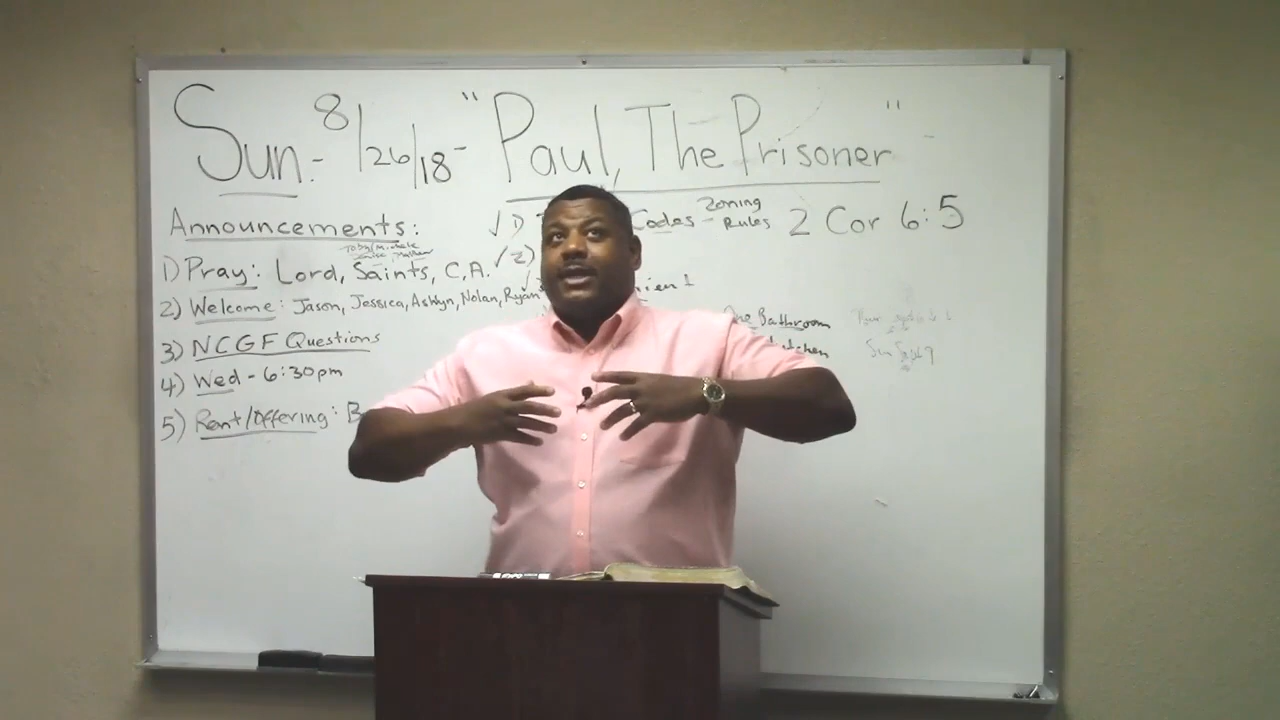 Sun- 8/26/18 - "Paul, The Prisoner"
Announcements: √ 1) Codes - Zoning Rules 2 Cor 6:5
1) Pray: Lord, Saints, C.A. √ 2)
2) Welcome: Jason, Jessica, Ashlyn, Nolan, Ryan
One Bathroom
3) NCGF Questions
4) Wed - 6:30pm
5) Rent/Offering: B